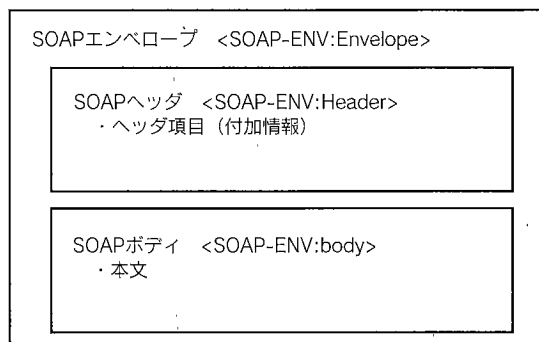 SOAPエンベロープ <SOAP-ENV:Envelope>
SOAPヘッダ <SOAP-ENV:Header>
・ヘッダ項目（付加情報）
SOAPボディ <SOAP-ENV:body>
・本文